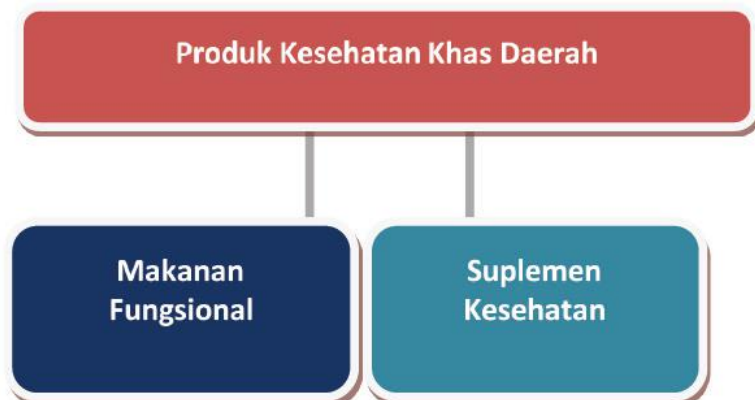 Produk Kesehatan Khas Daerah
Makanan
Fungsional
Suplemen
Kesehatan